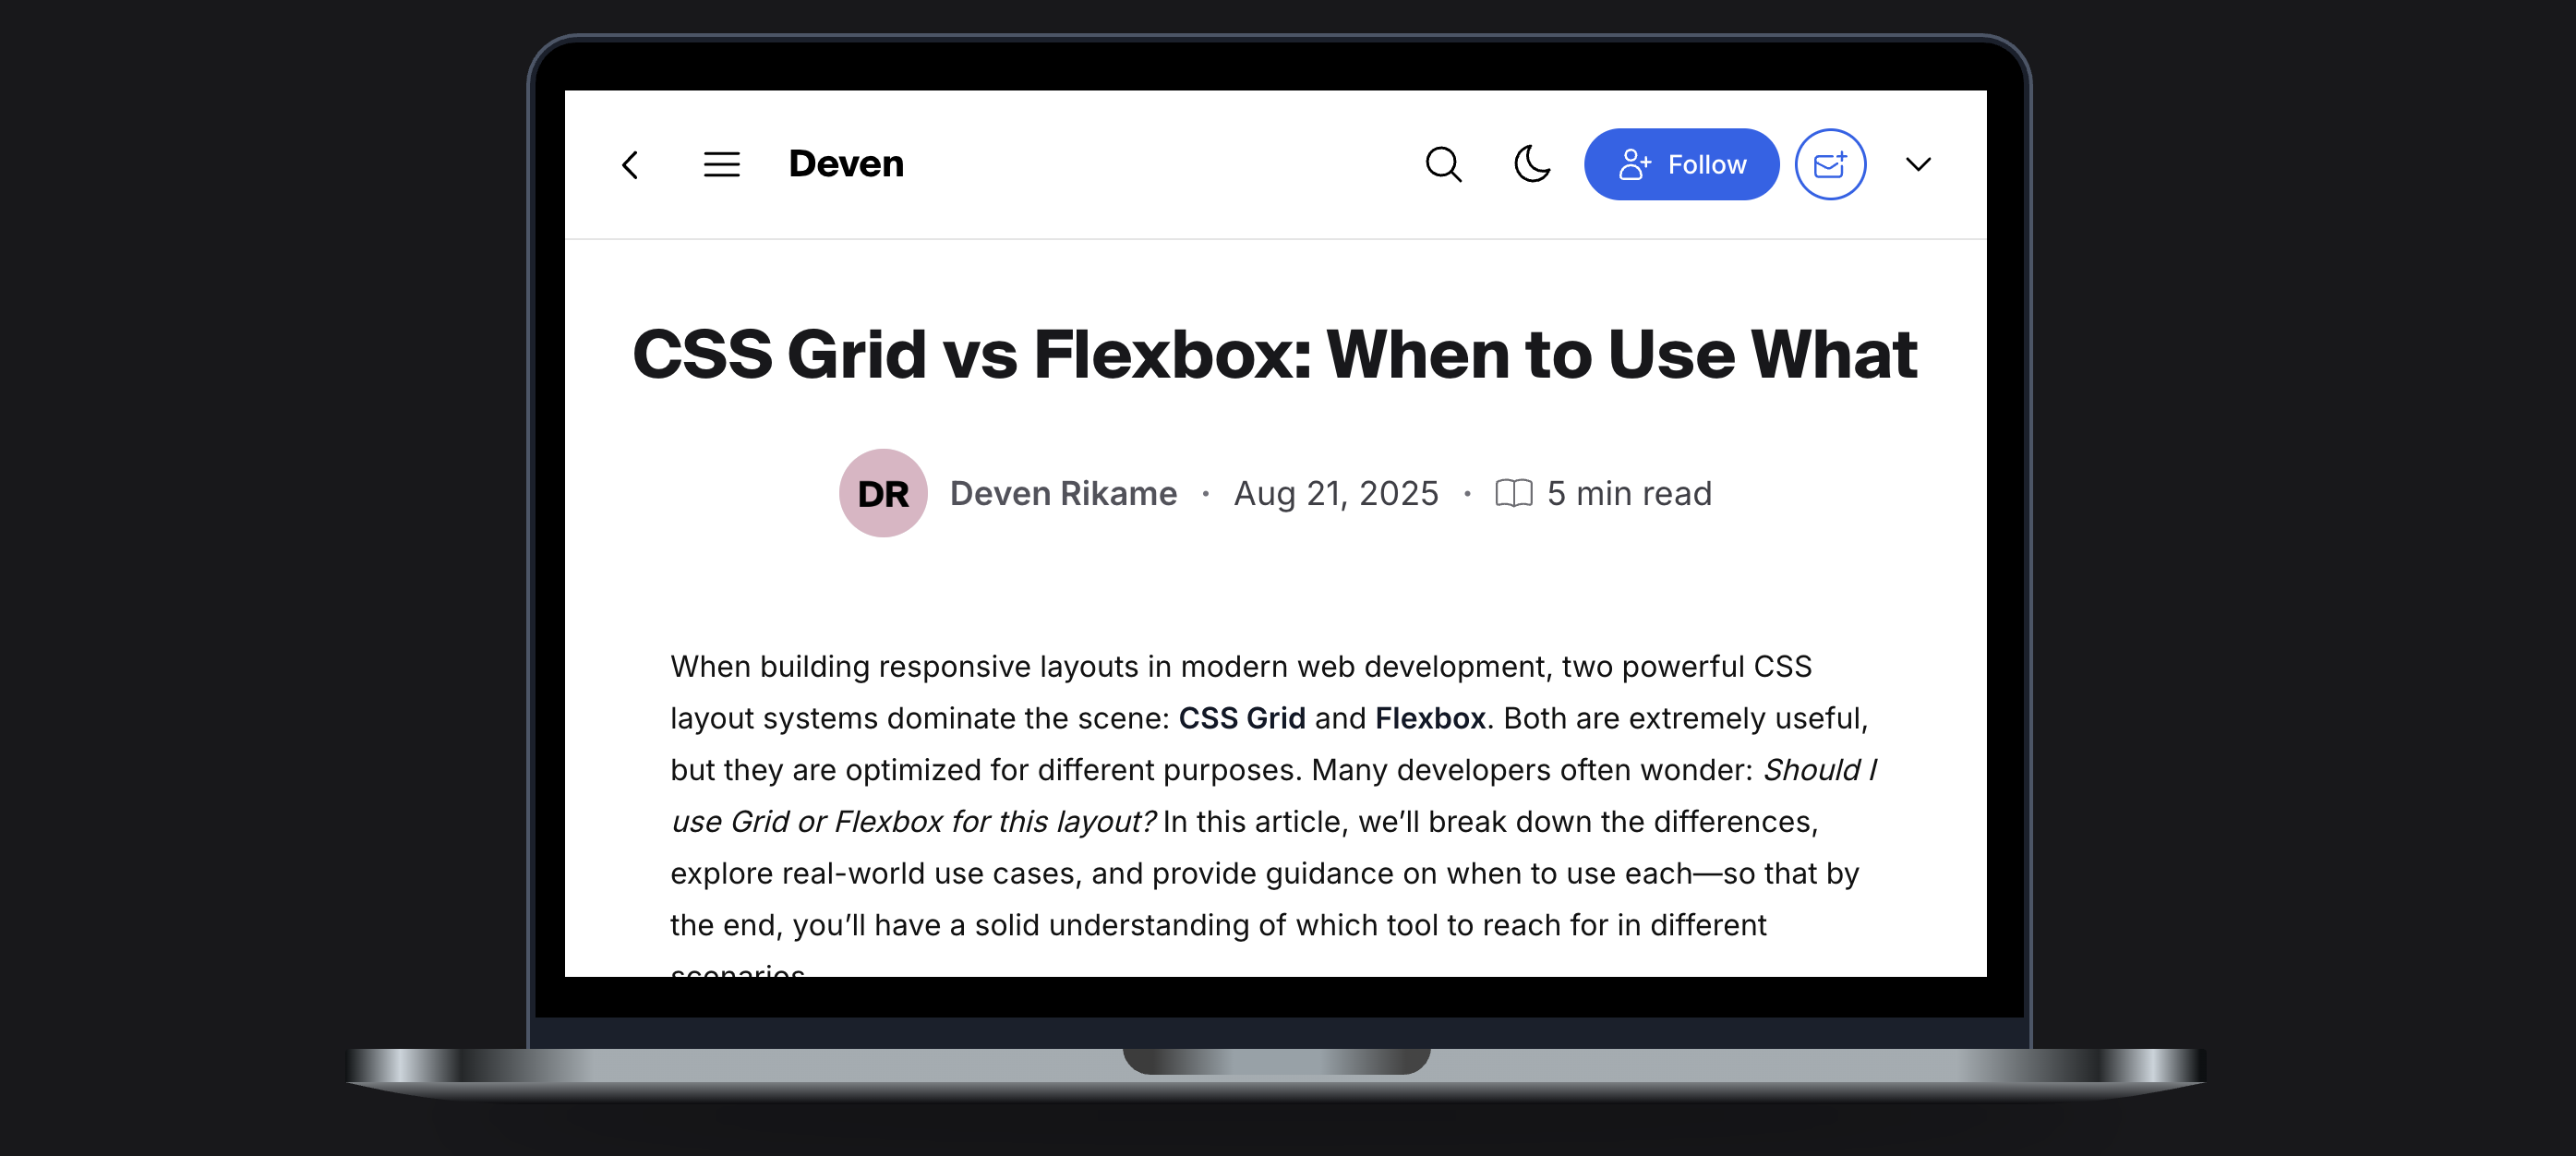 Deven
Follow
CSS Grid vs Flexbox: When to Use What
DR Deven Rikame · Aug 21, 2025 · 5 min read
When building responsive layouts in modern web development, two powerful CSS
layout systems dominate the scene: CSS Grid and Flexbox. Both are extremely useful,
but they are optimized for different purposes. Many developers often wonder: Should I
use Grid or Flexbox for this layout? In this article, we’ll break down the differences,
explore real-world use cases, and provide guidance on when to use each—so that by
the end, you’ll have a solid understanding of which tool to reach for in different
scenarios.